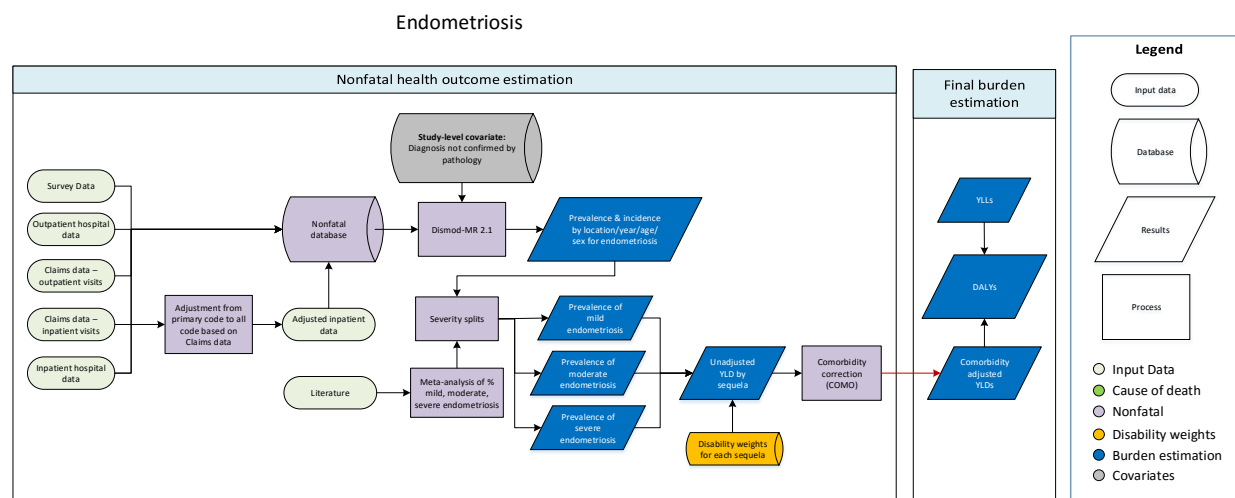 Endometriosis
Nonfatal health outcome estimation
Survey Data
Outpatient hospital
data
Claims data –
outpatient visits
Claims data –
inpatient visits
Inpatient hospital
data
Adjustment from
primary code to all
code based on
Claims data
Adjusted inpatient
data
Nonfatal
database
Study-level covariate:
Diagnosis not confirmed by
pathology
Dismod-MR 2.1
Prevalence & incidence
by location/year/age/
sex for endometriosis
Severity splits
Literature
Meta-analysis of %
mild, moderate,
severe endometriosis
Prevalence of
mild
endometriosis
Prevalence of
moderate
endometriosis
Prevalence of
severe
endometriosis
Unadjusted
YLD by
sequela
Disability weights
for each sequela
Comorbidity
correction
(COMO)
Final burden
estimation
YLLs
DALYs
Comorbidity
adjusted
YLDs
Legend
Input data
Database
Results
Process
Input Data
Cause of death
Nonfatal
Disability weights
Burden estimation
Covariates